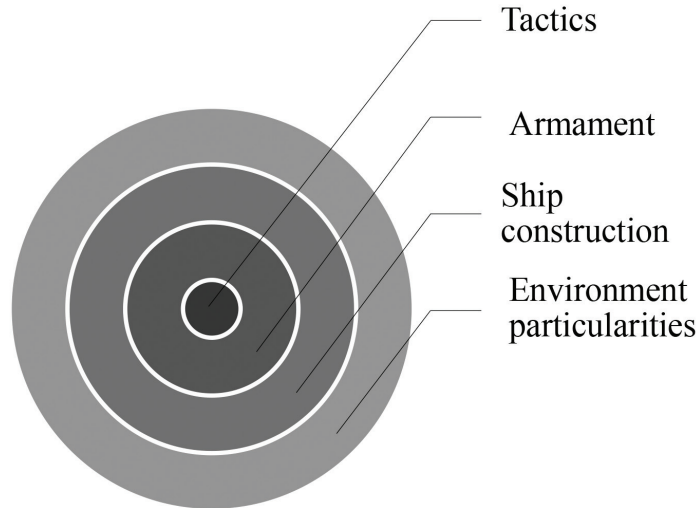 Tactics
Armament
Ship
construction
Environment
particularities